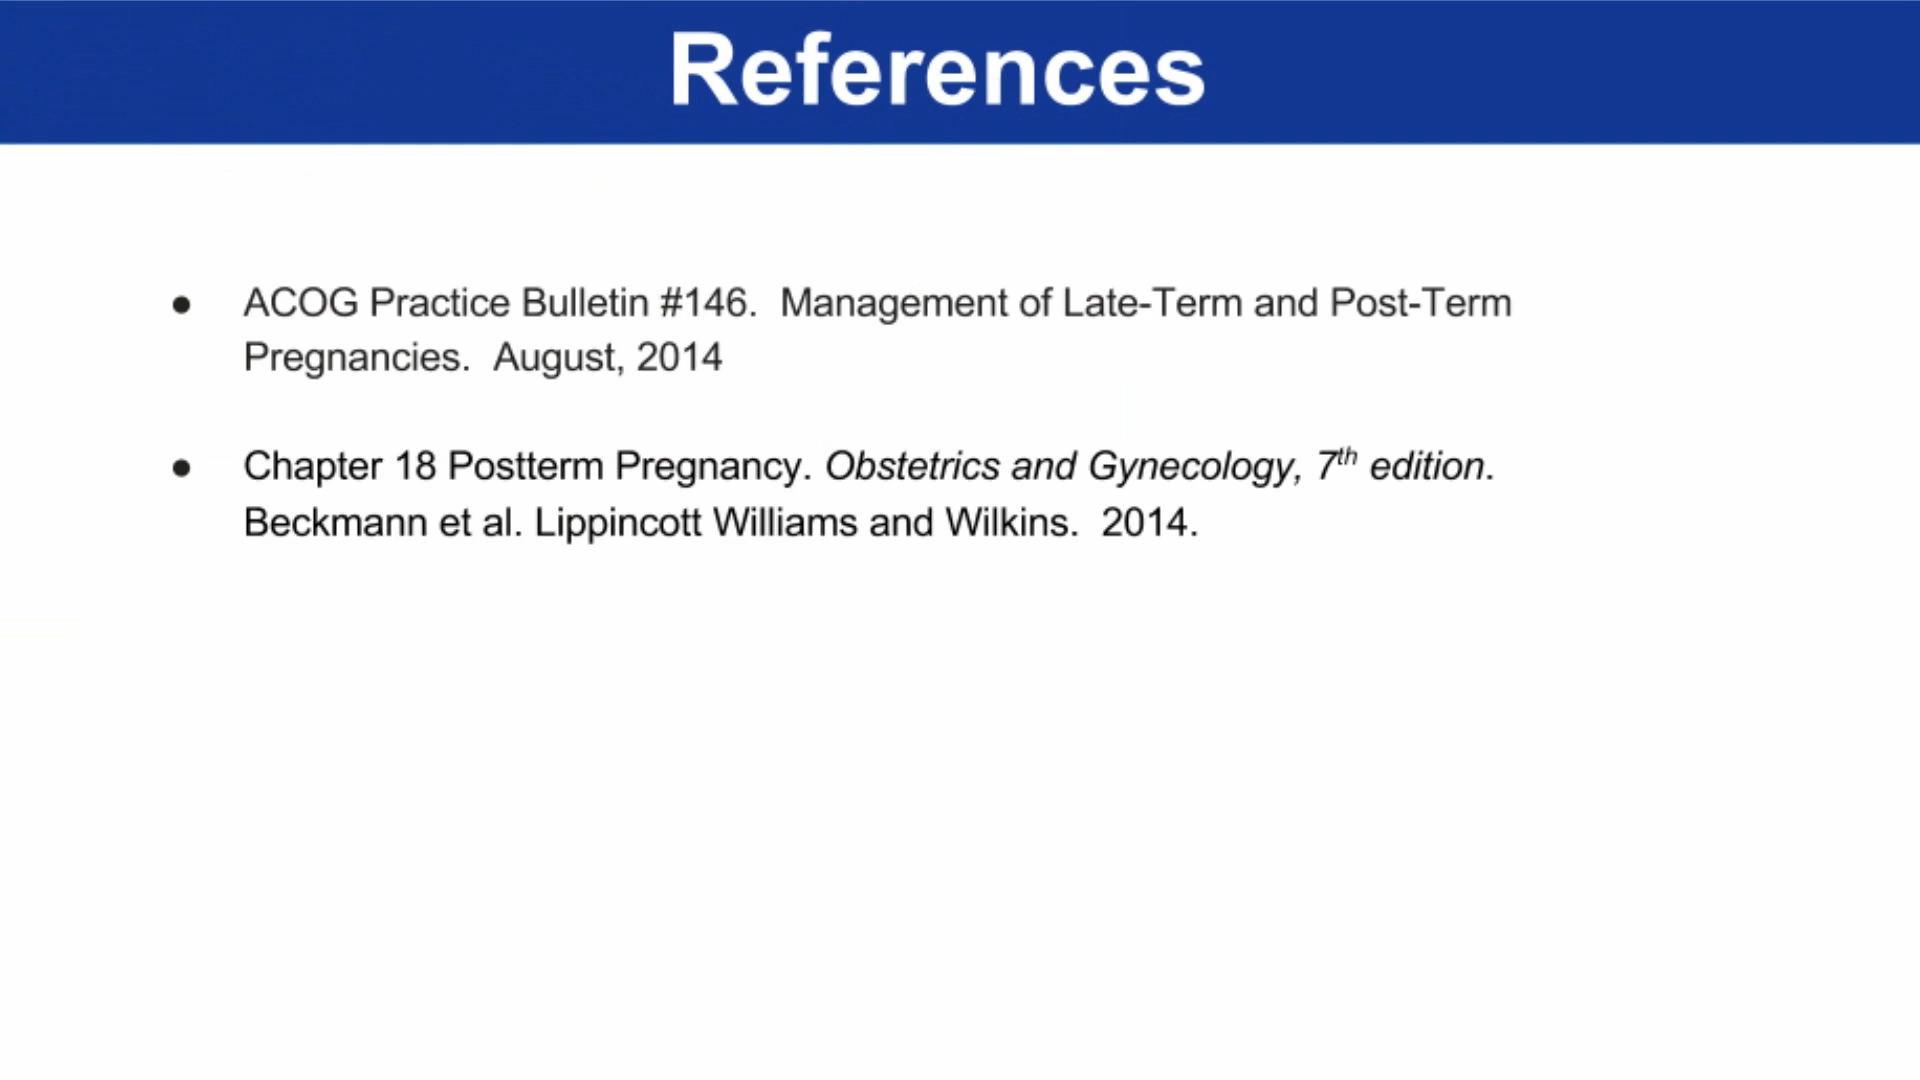 References
● ACOG Practice Bulletin #146.  Management of Late-Term and Post-Term
Pregnancies.  August, 2014
● Chapter 18 Postterm Pregnancy. Obstetrics and Gynecology, 7th edition.
Beckmann et al. Lippincott Williams and Wilkins.  2014.